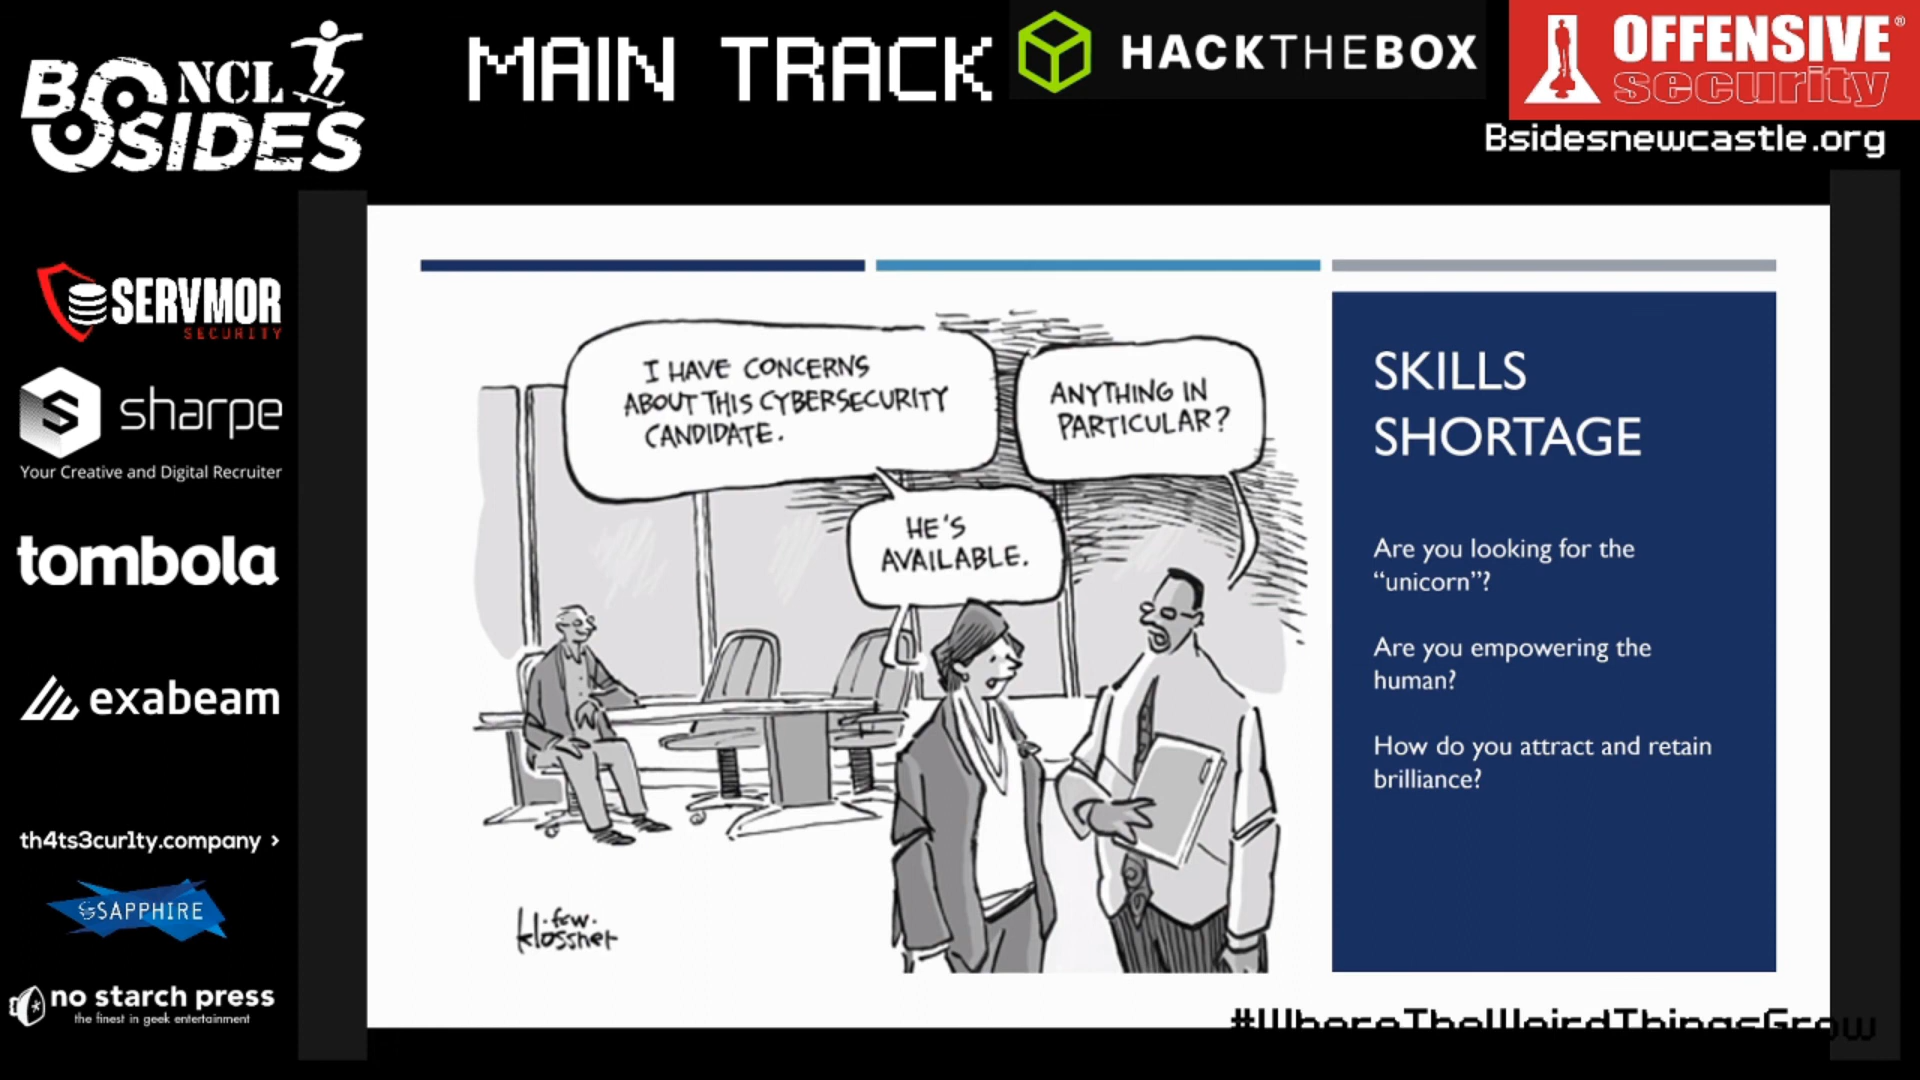 BSIDES NCL
MAIN TRACK
HACKTHEBOX
OFFENSIVE®
security
Bsidesnewcastle.org
SERVMOR
SECURITY
sharpe
Your Creative and Digital Recruiter
tombola
exabeam
th4ts3cur1ty.company >
SAPPHIRE
no starch press
the finest in geek entertainment
I HAVE CONCERNS
ABOUT THIS CYBERSECURITY
CANDIDATE.
ANYTHING IN
PARTICULAR?
HE'S
AVAILABLE.
few.
klossner
SKILLS
SHORTAGE
Are you looking for the
“unicorn”?
Are you empowering the
human?
How do you attract and retain
brilliance?
#WhereTheWeirdThingsGrow